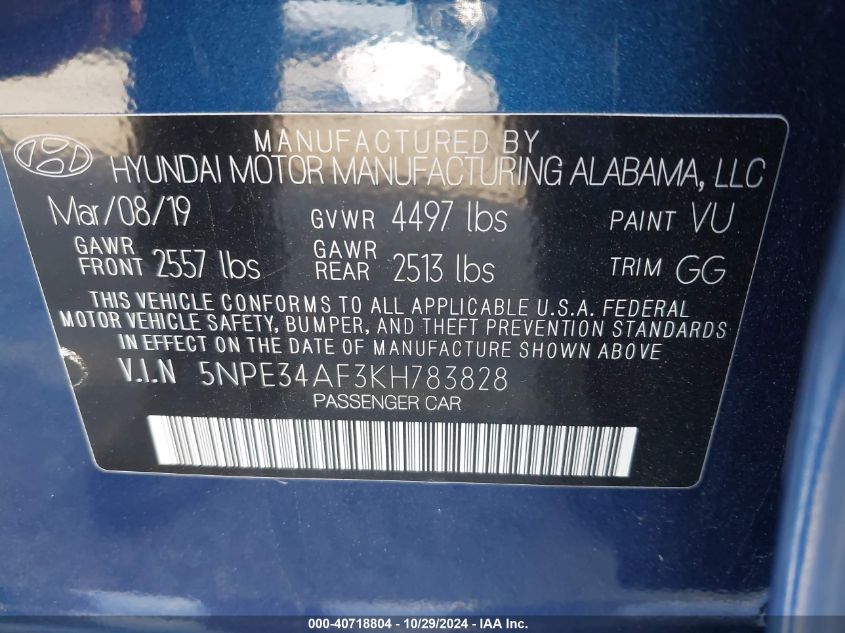 MANUFACTURED BY
HYUNDAI MOTOR MANUFACTURING ALABAMA, LLC
Mar/08/19 GVWR 4497 lbs PAINT VU
GAWR FRONT 2557 lbs GAWR REAR 2513 lbs TRIM GG
THIS VEHICLE CONFORMS TO ALL APPLICABLE U.S.A. FEDERAL
MOTOR VEHICLE SAFETY, BUMPER, AND THEFT PREVENTION STANDARDS
IN EFFECT ON THE DATE OF MANUFACTURE SHOWN ABOVE
V.I.N 5NPE34AF3KH783828
PASSENGER CAR
000-40718804 - 10/29/2024 - IAA Inc.